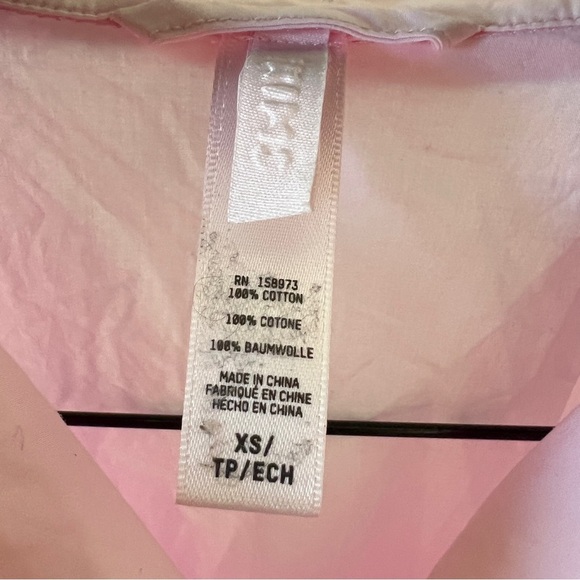 SKIMS
RN 158973
100% COTTON
100% COTONE
100% BAUMWOLLE
MADE IN CHINA
FABRIQUÉ EN CHINE
HECHO EN CHINA
XS/
TP/ECH